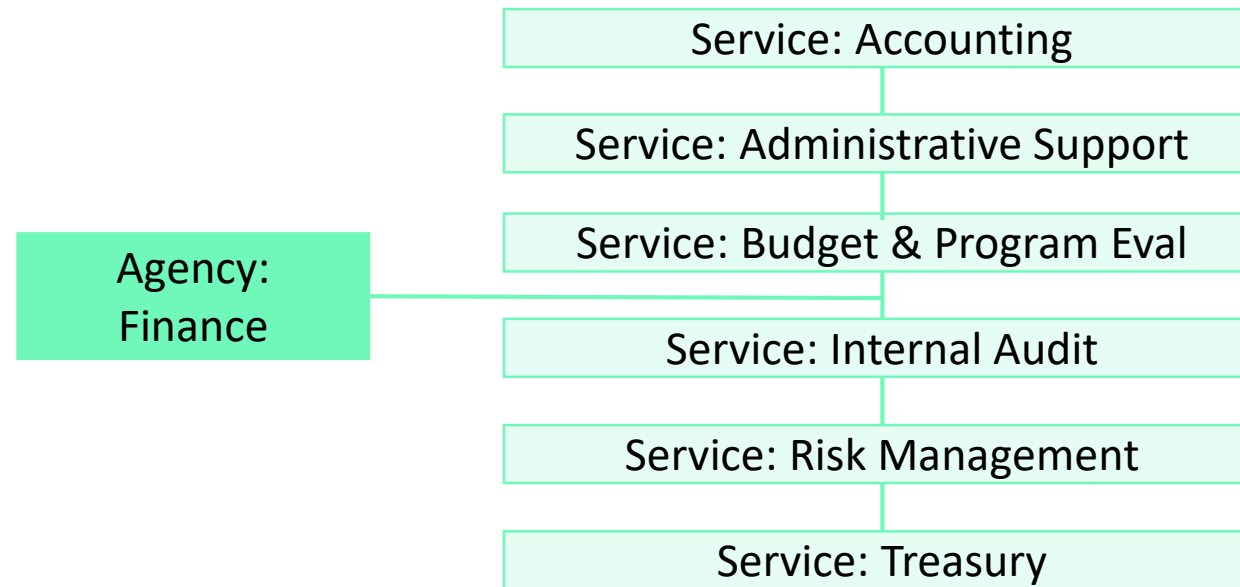 Service: Accounting
Service: Administrative Support
Service: Budget & Program Eval
Agency:
Finance
Service: Internal Audit
Service: Risk Management
Service: Treasury